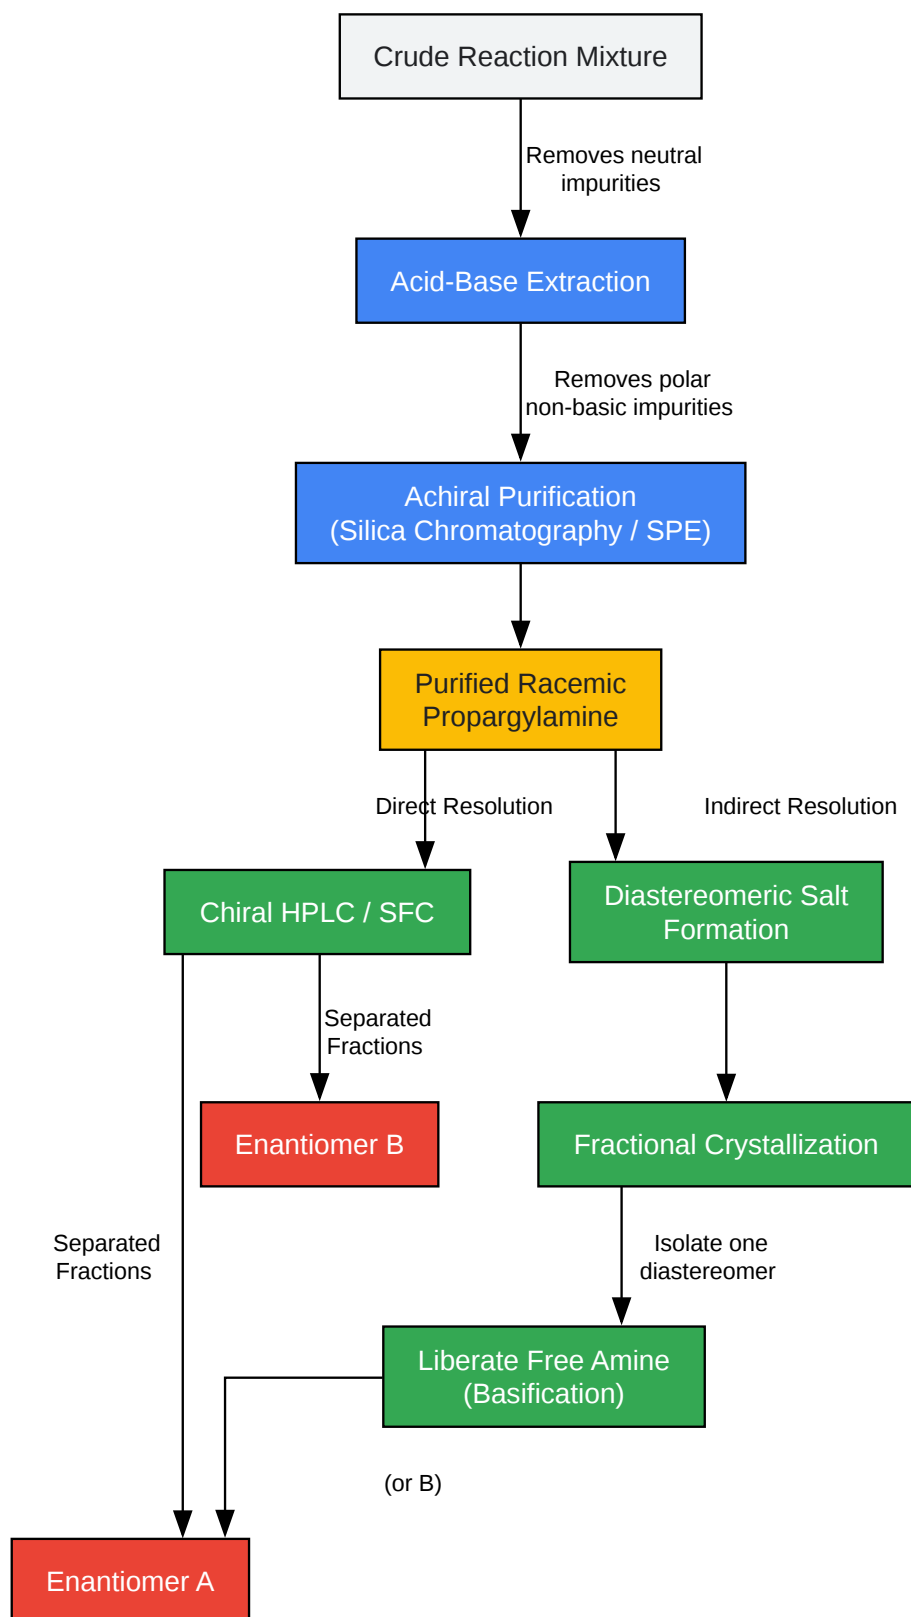 Crude Reaction Mixture
Removes neutral
impurities
Acid-Base Extraction
Removes polar
non-basic impurities
Achiral Purification
(Silica Chromatography / SPE)
Purified Racemic
Propargylamine
Direct Resolution
Indirect Resolution
Chiral HPLC / SFC
Diastereomeric Salt
Formation
Separated
Fractions
Enantiomer B
Fractional Crystallization
Separated
Fractions
Isolate one
diastereomer
Liberate Free Amine
(Basification)
(or B)
Enantiomer A